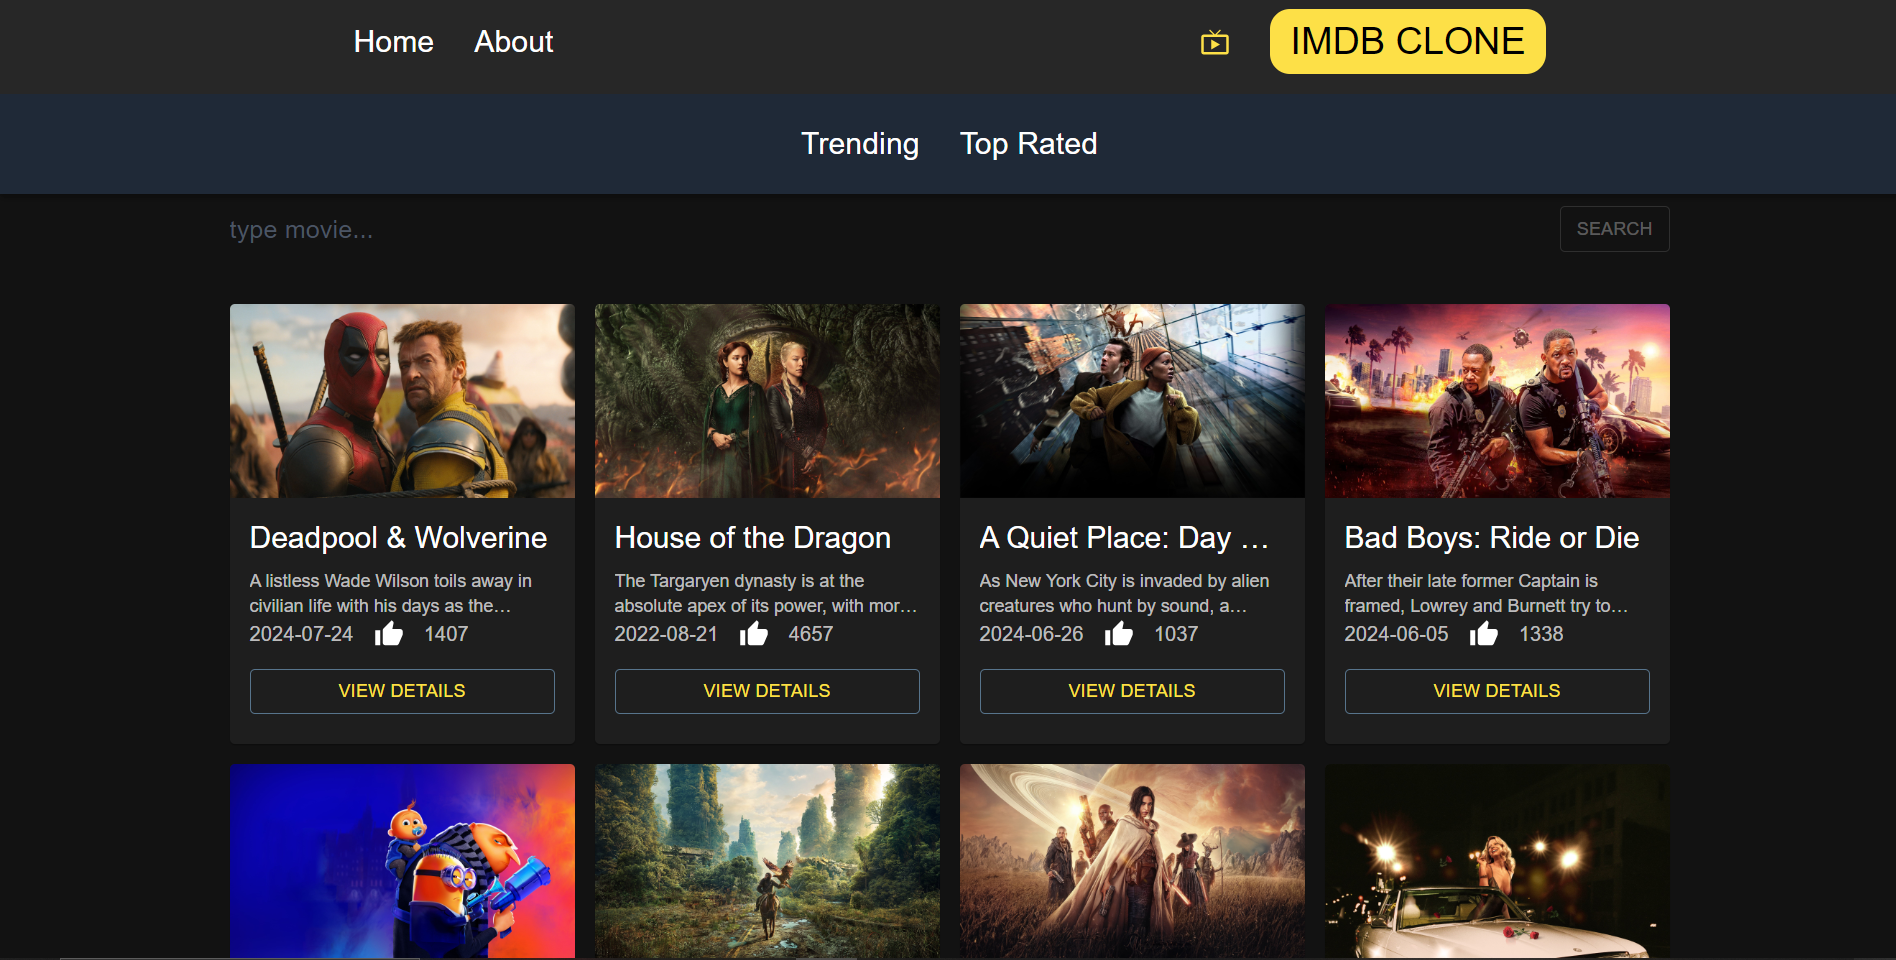 Home About IMDB CLONE
Trending Top Rated
type movie... SEARCH
Deadpool & Wolverine
A listless Wade Wilson toils away in
civilian life with his days as the…
2024-07-24 1407
VIEW DETAILS
House of the Dragon
The Targaryen dynasty is at the
absolute apex of its power, with mor…
2022-08-21 4657
VIEW DETAILS
A Quiet Place: Day …
As New York City is invaded by alien
creatures who hunt by sound, a…
2024-06-26 1037
VIEW DETAILS
Bad Boys: Ride or Die
After their late former Captain is
framed, Lowrey and Burnett try to…
2024-06-05 1338
VIEW DETAILS